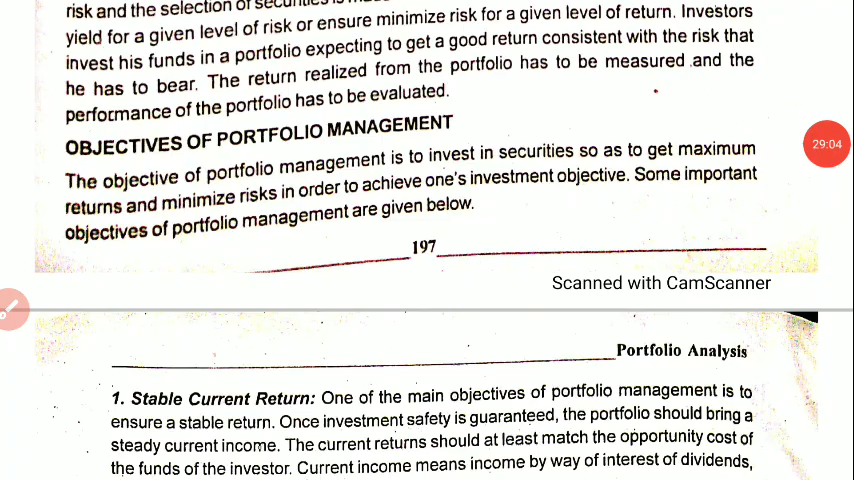 risk and the selection of securities is
yield for a given level of risk or ensure minimize risk for a given level of return. Investors
invest his funds in a portfolio expecting to get a good return consistent with the risk that
he has to bear. The return realized from the portfolio has to be measured and the
performance of the portfolio has to be evaluated.
OBJECTIVES OF PORTFOLIO MANAGEMENT
29:04
The objective of portfolio management is to invest in securities so as to get maximum
returns and minimize risks in order to achieve one's investment objective. Some important
objectives of portfolio management are given below.
197
Scanned with CamScanner
Portfolio Analysis
1. Stable Current Return: One of the main objectives of portfolio management is to
ensure a stable return. Once investment safety is guaranteed, the portfolio should bring a
steady current income. The current returns should at least match the opportunity cost of
the funds of the investor. Current income means income by way of interest of dividends,